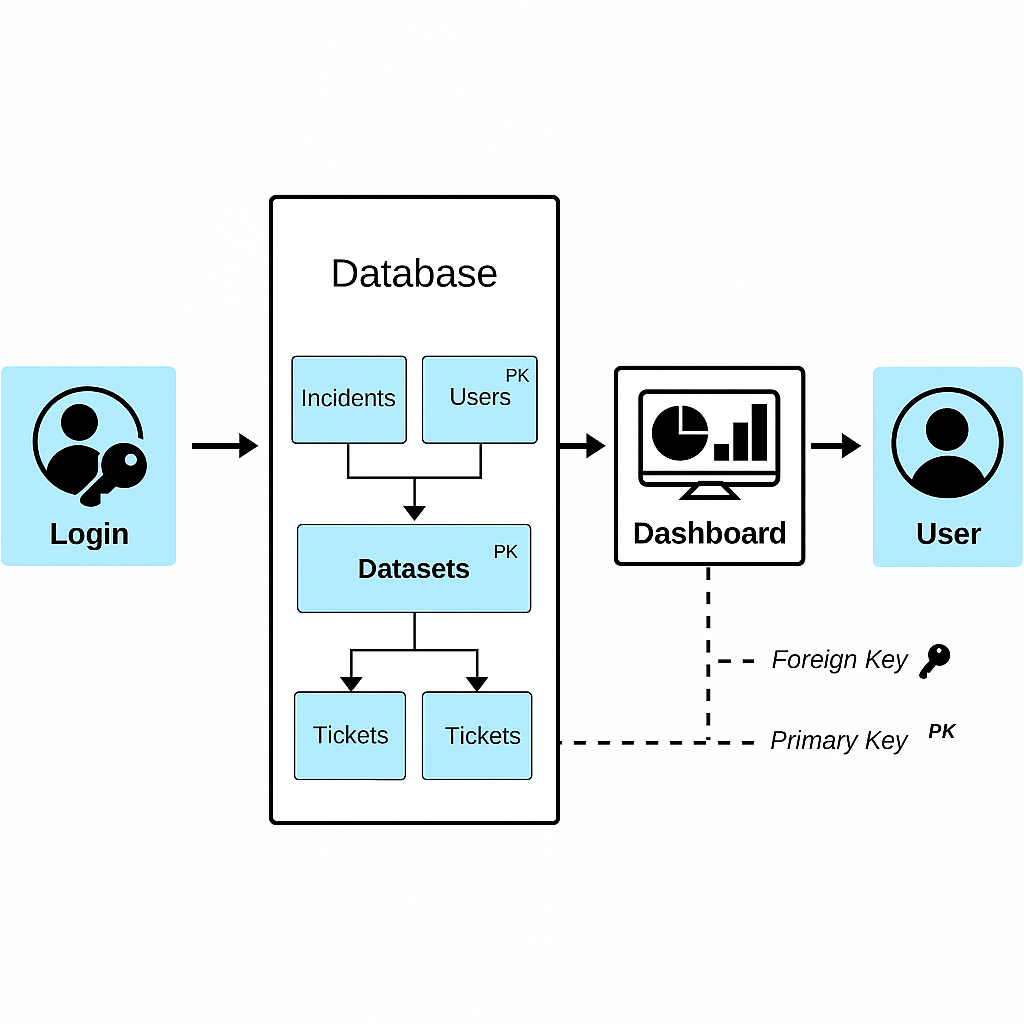 Database
Incidents
PK
Users
Login
Datasets
PK
Tickets
Tickets
Dashboard
User
Foreign Key
Primary Key PK